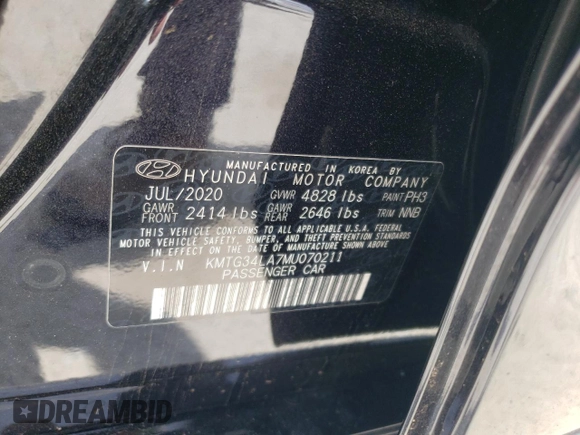 MANUFACTURED IN KOREA BY
HYUNDAI MOTOR COMPANY
JUL/2020 GVWR 4828 lbs PAINT PH3
GAWR FRONT 2414 lbs GAWR REAR 2646 lbs TRIM NNB
THIS VEHICLE CONFORMS TO ALL APPLICABLE U.S.A. FEDERAL
MOTOR VEHICLE SAFETY, BUMPER, AND THEFT PREVENTION STANDARDS
IN EFFECT ON THE DATE OF MANUFACTURE SHOWN ABOVE.
V.I.N KMTG34LA7MU070211
PASSENGER CAR
DREAMBID